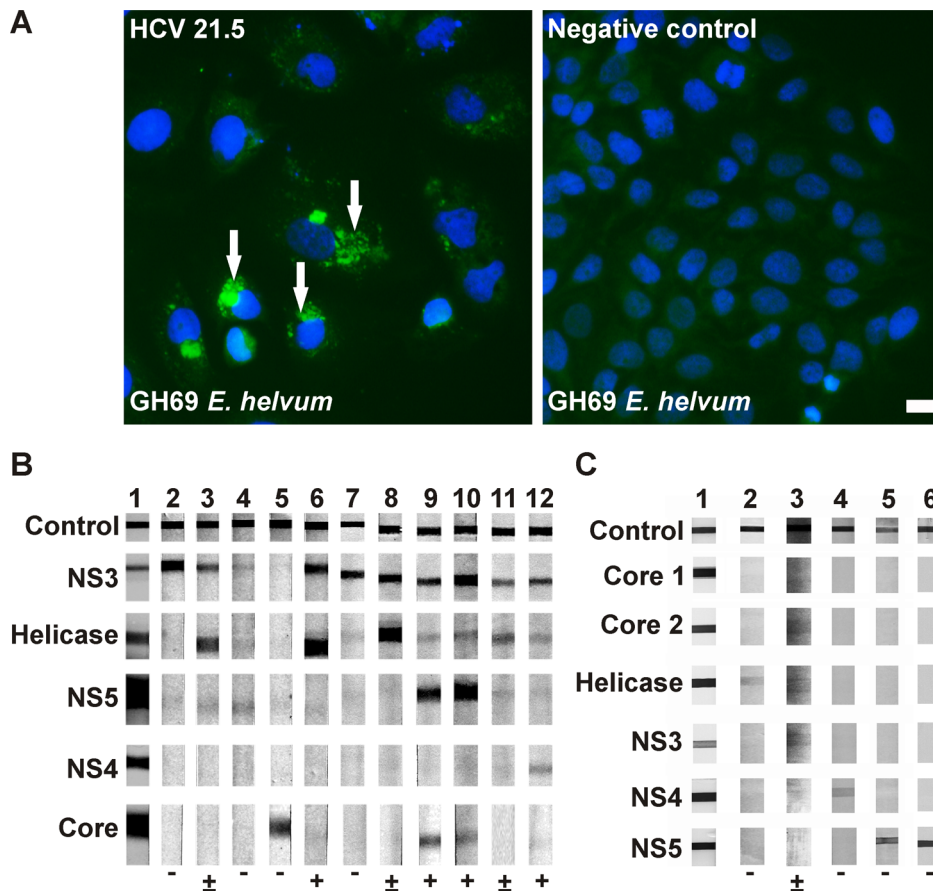 A
HCV 21.5
Negative control
GH69 E. helvum
GH69 E. helvum
B
1 2 3 4 5 6 7 8 9 10 11 12
Control
NS3
Helicase
NS5
NS4
Core
- ± - - + - ± + + ± +
C
1 2 3 4 5 6
Control
Core 1
Core 2
Helicase
NS3
NS4
NS5
- ± - - -